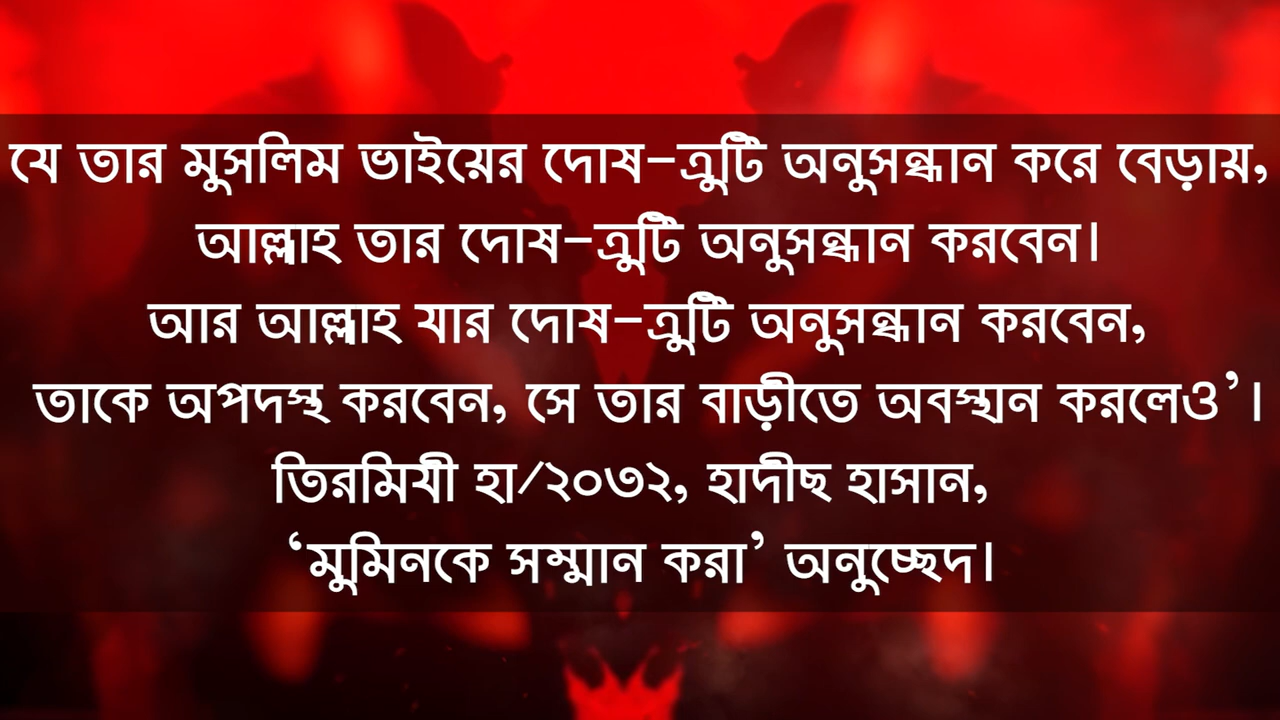 যে তার মুসলিম ভাইয়ের দোষ-ত্রুটি অনুসন্ধান করে বেড়ায়,
আল্লাহ তার দোষ-ত্রুটি অনুসন্ধান করবেন।
আর আল্লাহ যার দোষ-ত্রুটি অনুসন্ধান করবেন,
তাকে অপদস্থ করবেন, সে তার বাড়ীতে অবস্থান করলেও’।
তিরমিযী হা/২০৩২, হাদীছ হাসান,
‘মুমিনকে সম্মান করা’ অনুচ্ছেদ।